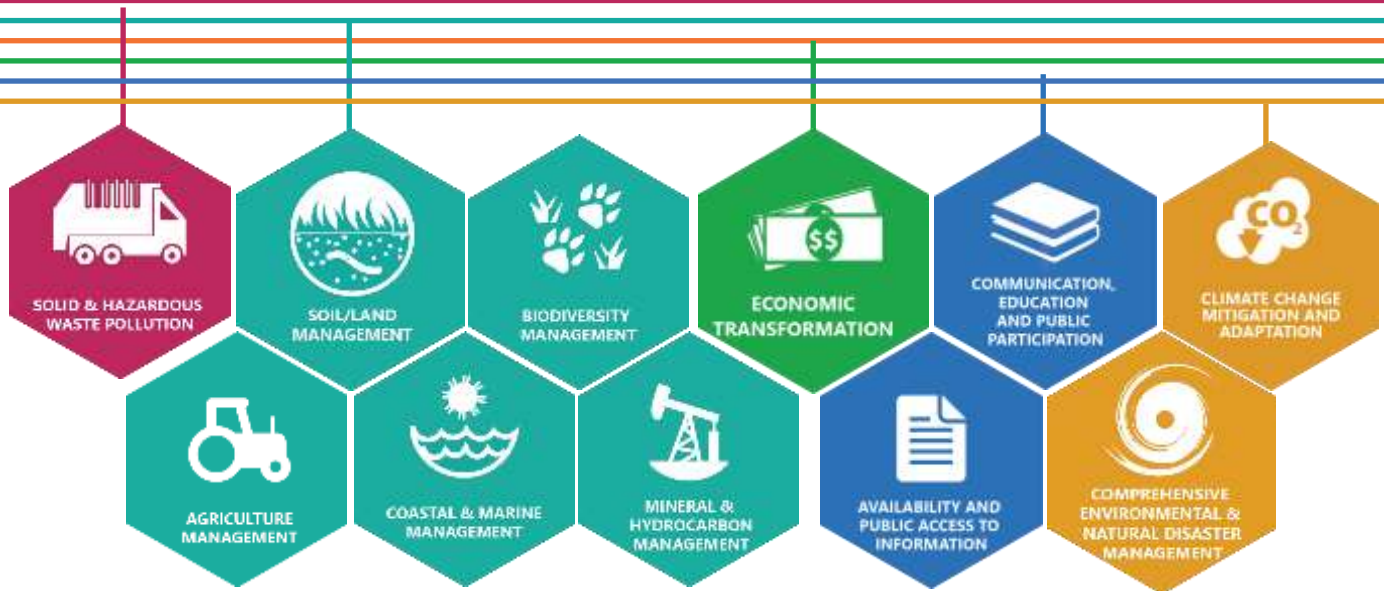 SOLID & HAZARDOUS
WASTE POLLUTION
SOIL/LAND
MANAGEMENT
BIODIVERSITY
MANAGEMENT
$$
ECONOMIC
TRANSFORMATION
COMMUNICATION,
EDUCATION
AND PUBLIC
PARTICIPATION
CO2
CLIMATE CHANGE
MITIGATION AND
ADAPTATION
AGRICULTURE
MANAGEMENT
COASTAL & MARINE
MANAGEMENT
MINERAL &
HYDROCARBON
MANAGEMENT
AVAILABILITY AND
PUBLIC ACCESS TO
INFORMATION
COMPREHENSIVE
ENVIRONMENTAL &
NATURAL DISASTER
MANAGEMENT